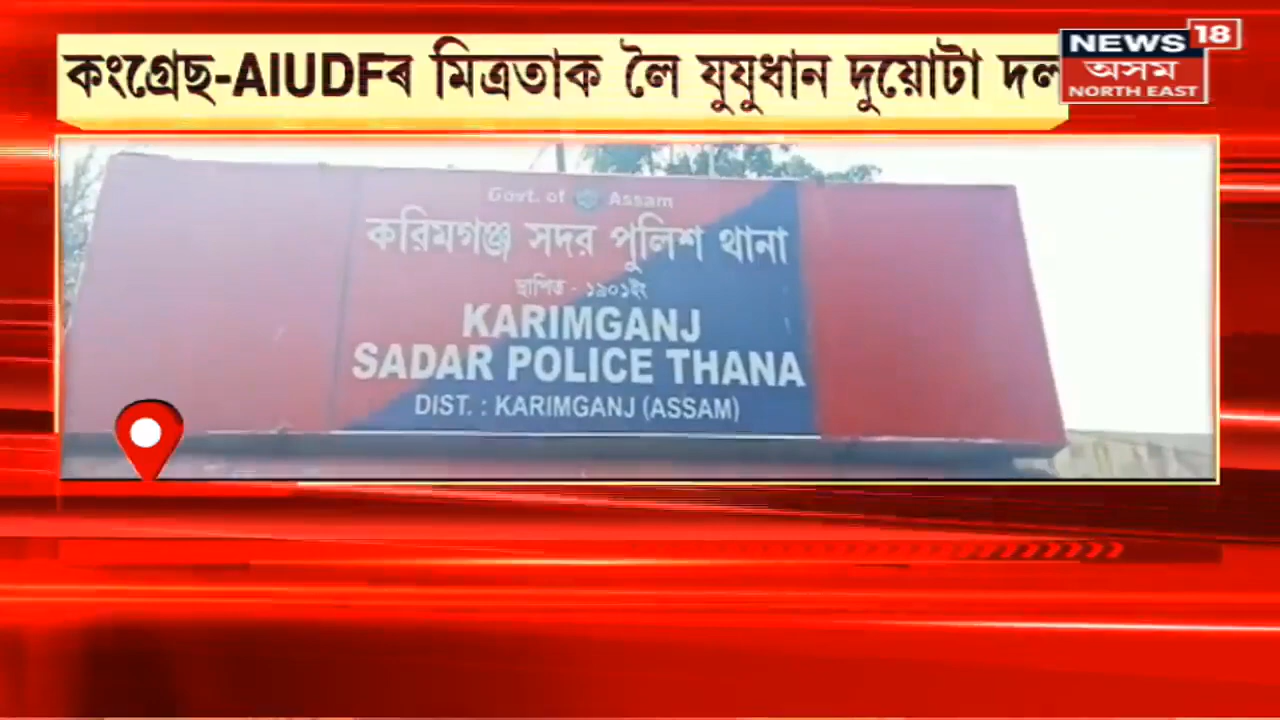 কংগ্ৰেছ-AIUDFৰ মিত্ৰতাক লৈ যুযুধান দুয়োটা দল
NEWS 18
অসম
NORTH EAST
Govt. of Assam
করিমগঞ্জ সদর পুলিশ থানা
স্থাপিত - ১৯০১ইং
KARIMGANJ
SADAR POLICE THANA
DIST. : KARIMGANJ (ASSAM)